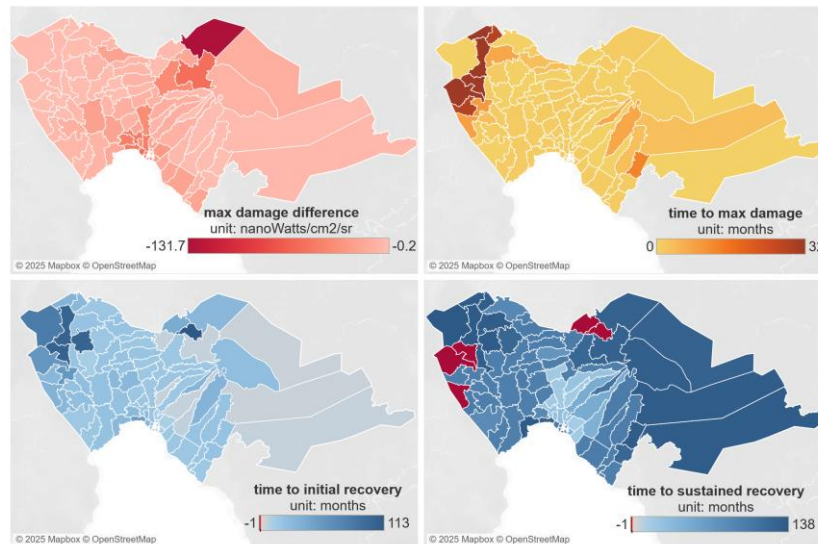 max damage difference
unit: nanoWatts/cm2/sr
-131.7 -0.2
© 2025 Mapbox © OpenStreetMap
time to max damage
unit: months
0 32
© 2025 Mapbox © OpenStreetMap
time to initial recovery
unit: months
-1 113
© 2025 Mapbox © OpenStreetMap
time to sustained recovery
unit: months
-1 138
© 2025 Mapbox © OpenStreetMap